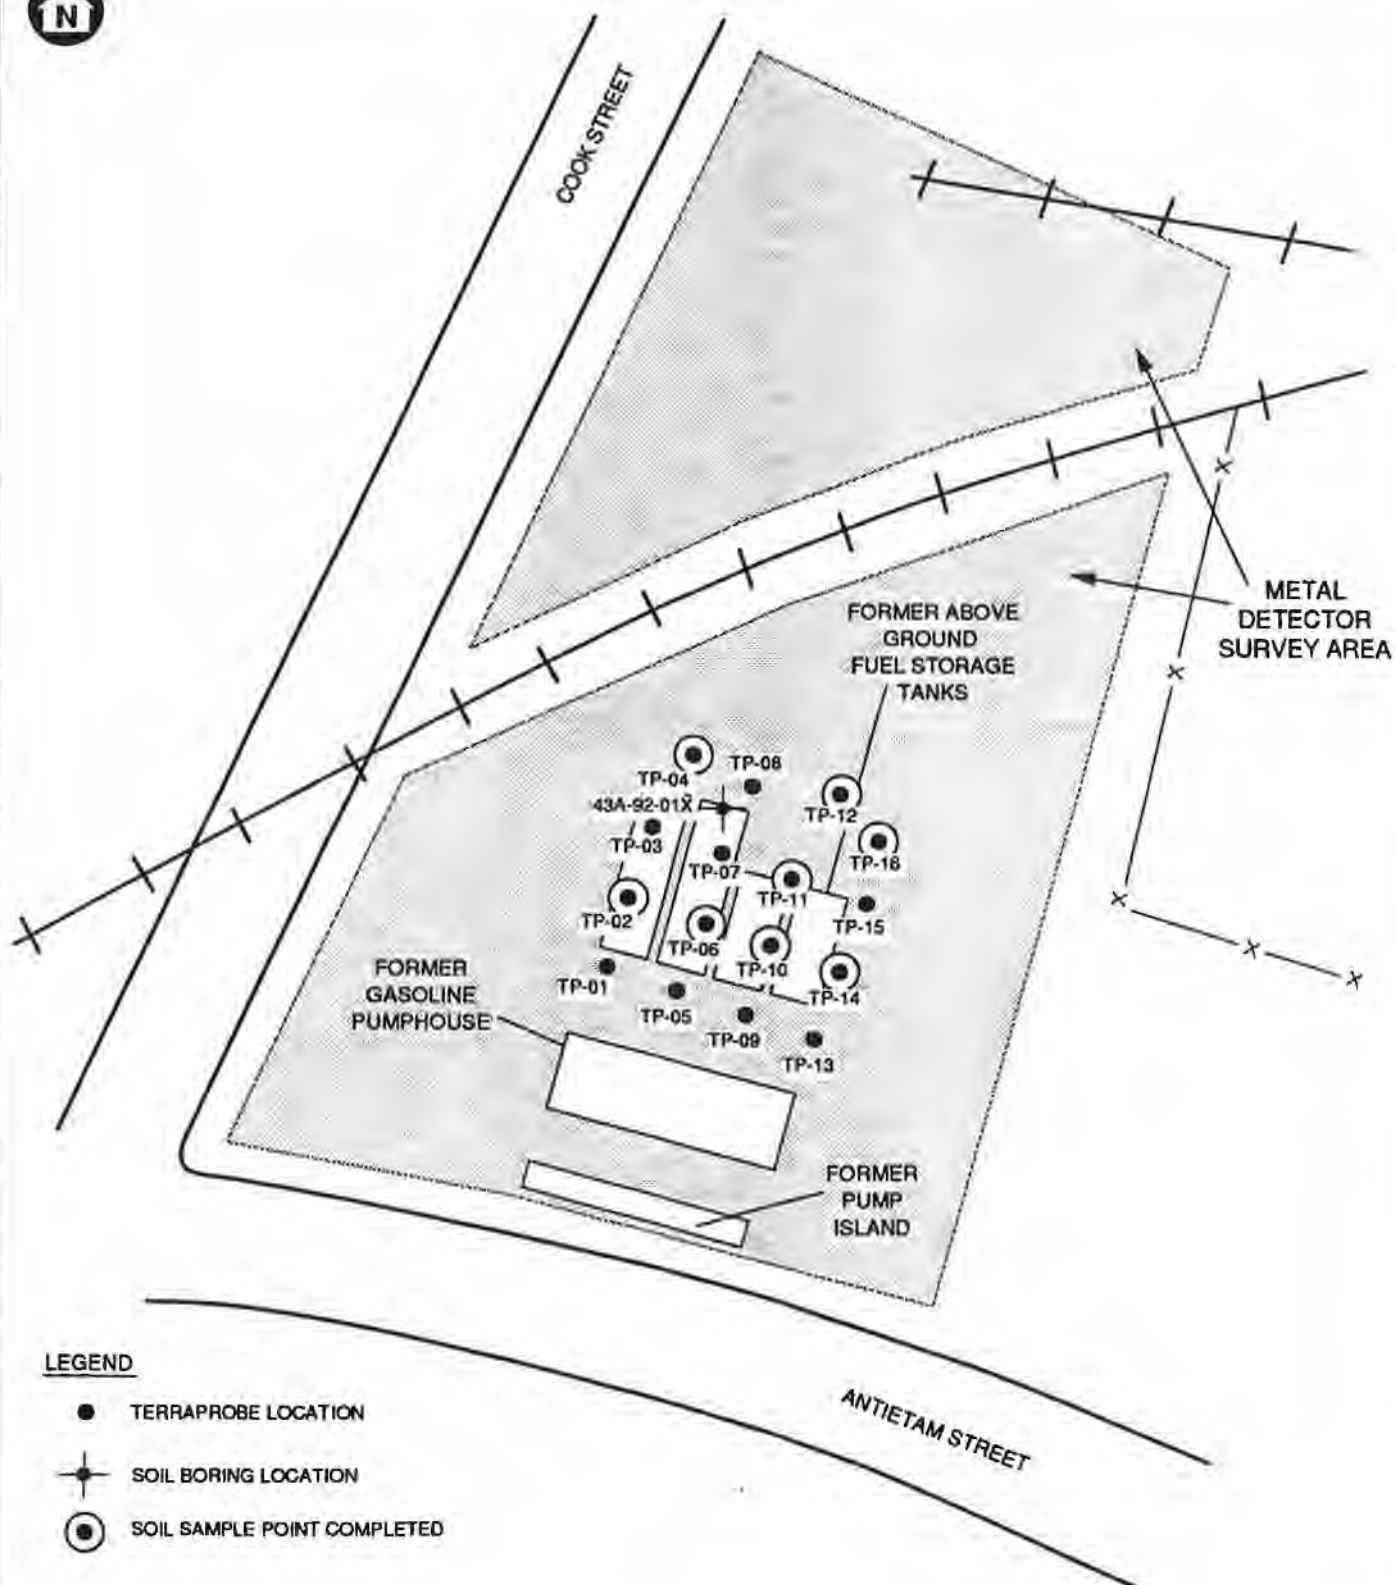 N
COOK STREET
METAL
DETECTOR
SURVEY AREA
FORMER ABOVE
GROUND
FUEL STORAGE
TANKS
TP-04
TP-08
43A-92-01X
TP-12
TP-03
TP-07
TP-16
TP-11
TP-02
TP-15
TP-06
TP-10
TP-01
TP-14
TP-05
TP-09
TP-13
FORMER
GASOLINE
PUMPHOUSE
FORMER
PUMP
ISLAND
ANTIETAM STREET
LEGEND
TERRAPROBE LOCATION
SOIL BORING LOCATION
SOIL SAMPLE POINT COMPLETED